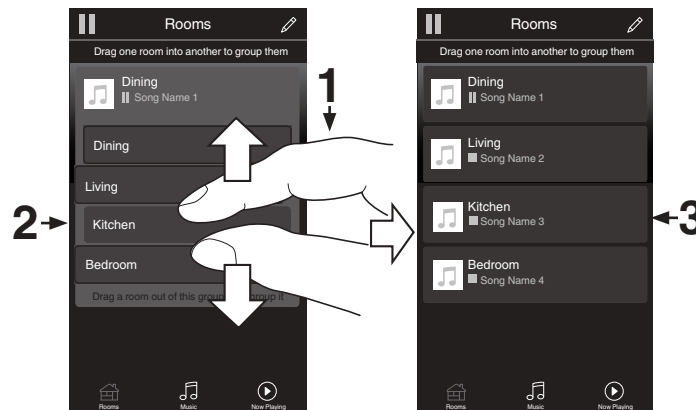 Rooms
Drag one room into another to group them
Dining
Song Name 1
Dining
Living
Kitchen
Bedroom
Drag a room out of this group it
Rooms
Music
Now Playing
1
2
Rooms
Drag one room into another to group them
Dining
Song Name 1
Living
Song Name 2
Kitchen
Song Name 3
Bedroom
Song Name 4
Rooms
Music
Now Playing
3